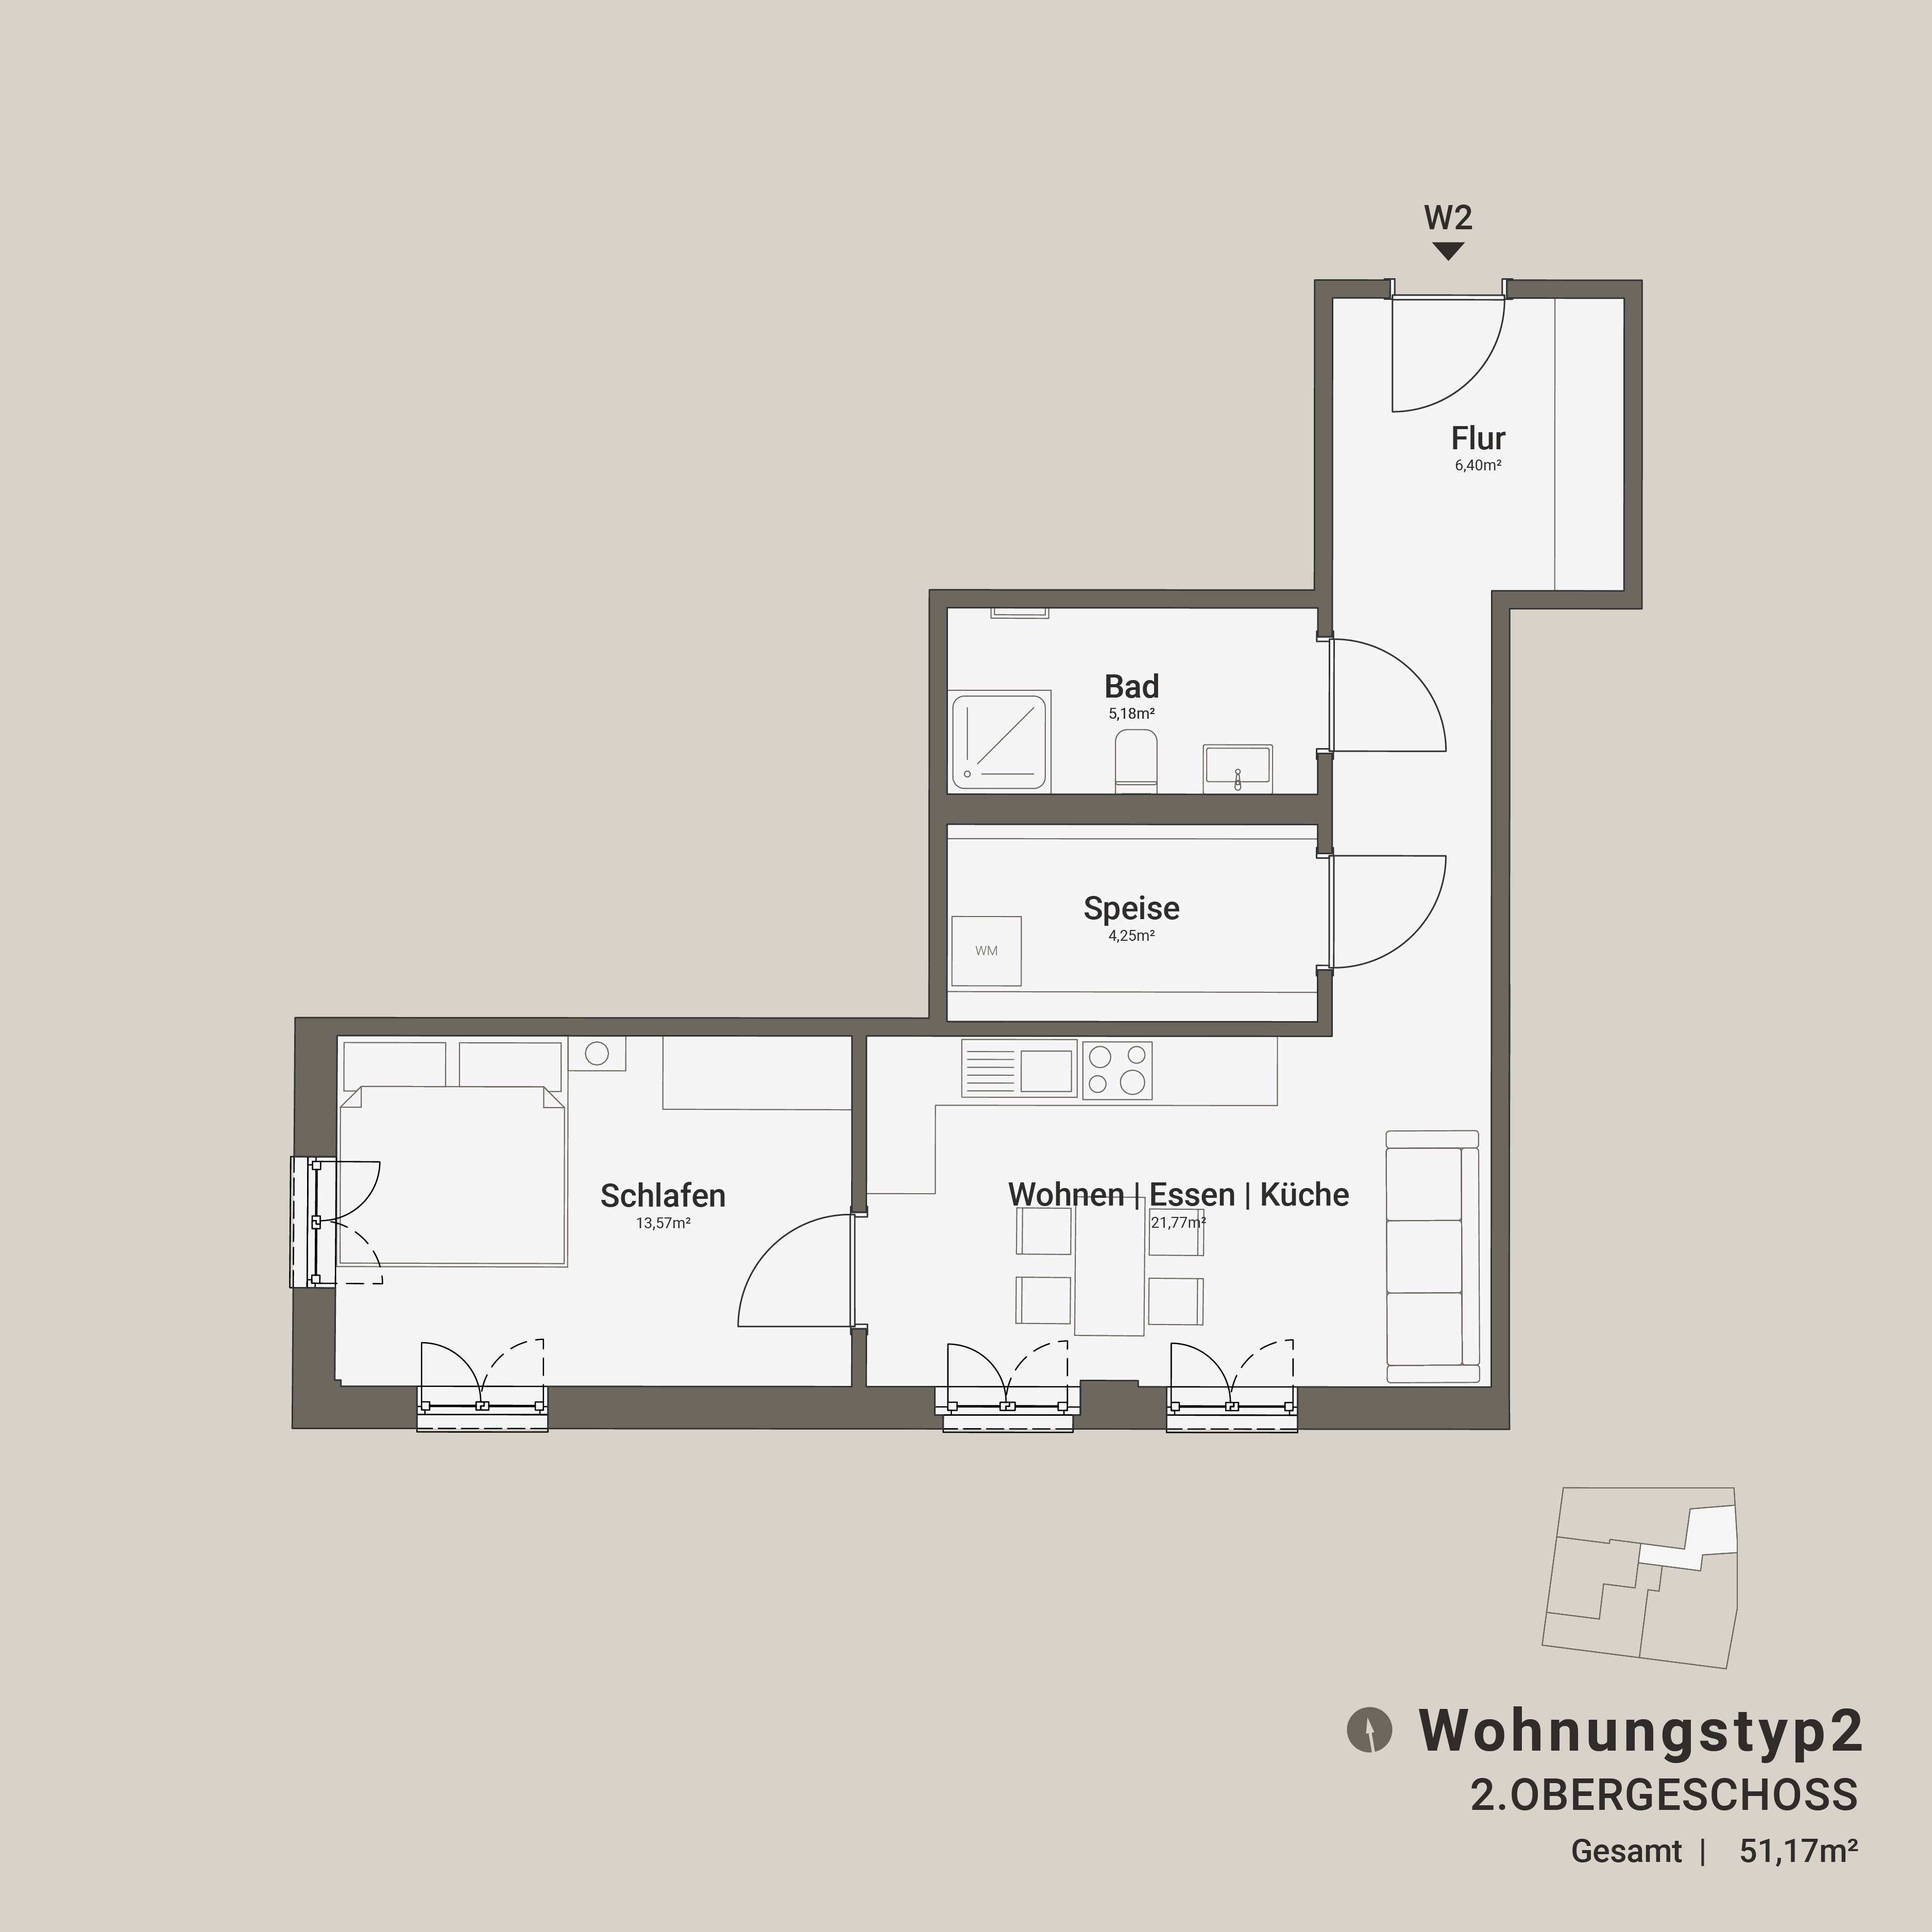 W2
Flur
6,40m²
Bad
5,18m²
Speise
4,25m²
WM
Schlafen
13,57m²
Wohnen | Essen | Küche
21,77m²
Wohnungstyp2
2.OBERGESCHOSS
Gesamt | 51,17m²